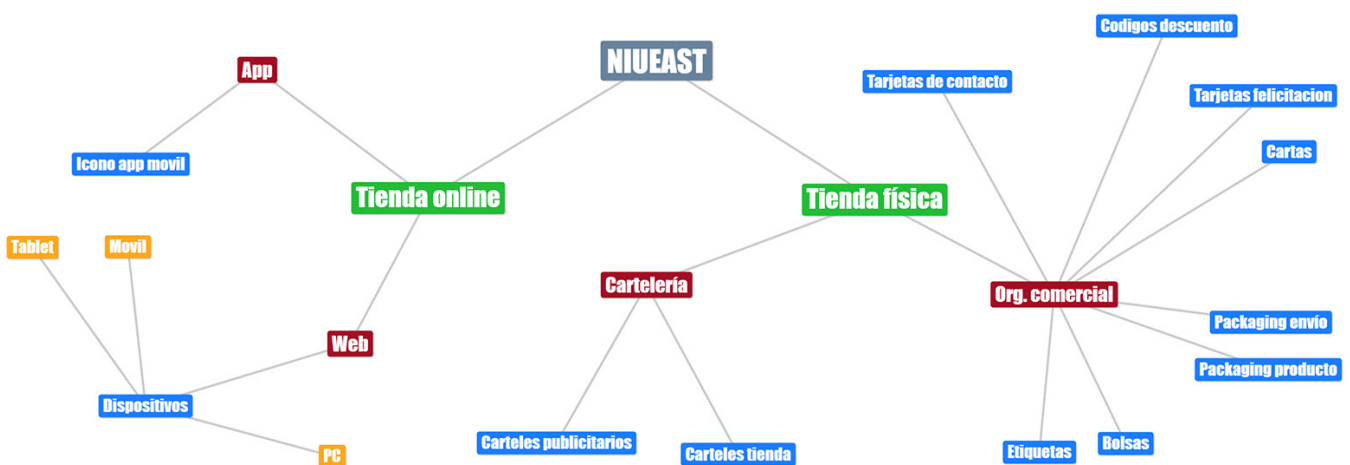 NIUEAST
Codigos descuento
App
Tarjetas de contacto
Tarjetas felicitacion
Icono app movil
Cartas
Tienda online
Tienda física
Tablet
Movil
Cartelería
Org. comercial
Packaging envío
Web
Packaging producto
Dispositivos
Carteles publicitarios
Carteles tienda
Etiquetas
Bolsas
PC